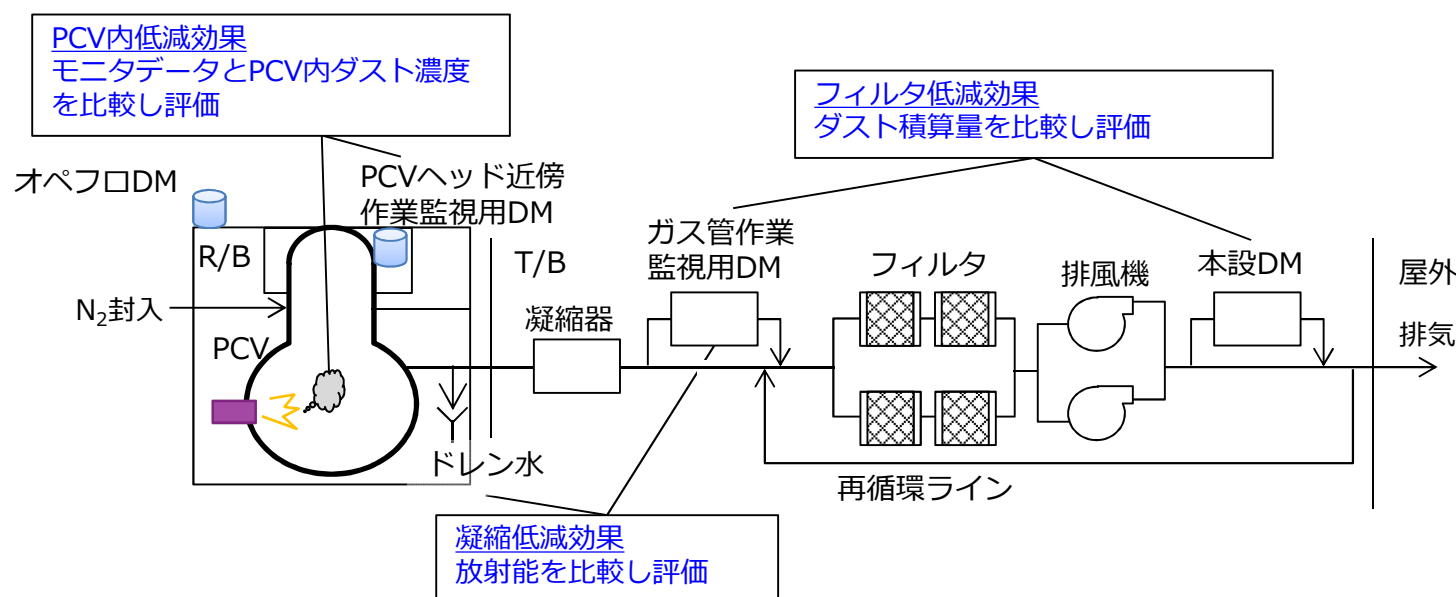 PCV内低減効果
モニタデータとPCV内ダスト濃度
を比較し評価
フィルタ低減効果
ダスト積算量を比較し評価
オペフロDM
PCVヘッド近傍
作業監視用DM
R/B
T/B
ガス管作業
監視用DM
フィルタ
排風機
本設DM
屋外
N₂封入
凝縮器
排気
PCV
ドレン水
再循環ライン
凝縮低減効果
放射能を比較し評価